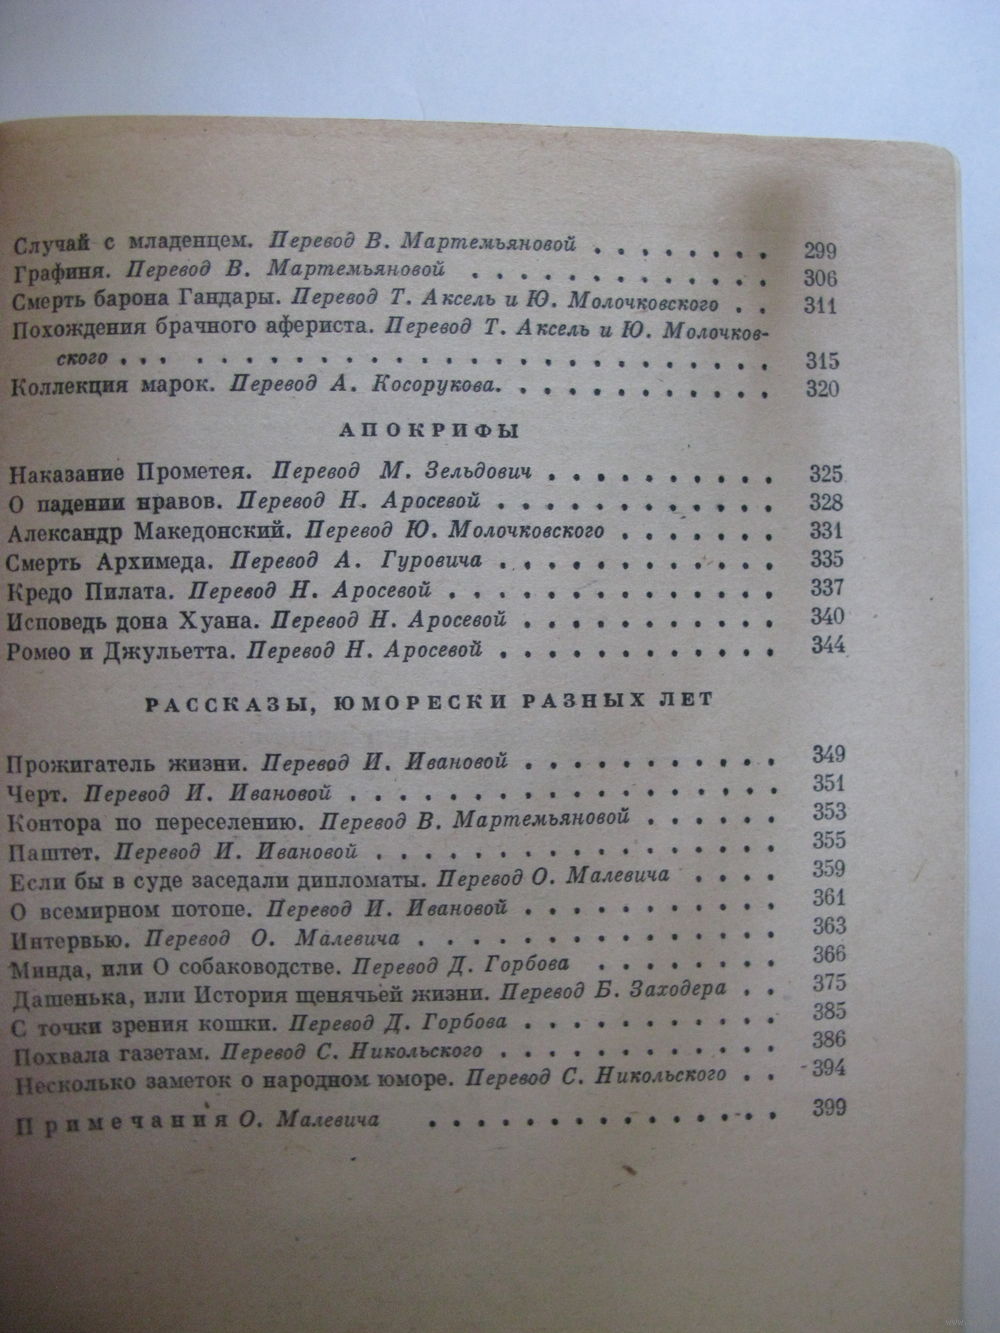 Случай с младенцем. Перевод В. Мартемьяновой . . . . . . . . 299
Графиня. Перевод В. Мартемьяновой . . . . . . . . . . . . 306
Смерть барона Гандары. Перевод Т. Аксель и Ю. Молочковского . . 311
Похождения брачного афериста. Перевод Т. Аксель и Ю. Молочков-
ского . . . . . . . . . . . . . . . . . . . . . . . . . . . 315
Коллекция марок. Перевод А. Косорукова. . . . . . . . . . . . 320
АПОКРИФЫ
Наказание Прометея. Перевод М. Зельдович . . . . . . . . . . 325
О падении нравов. Перевод Н. Аросевой . . . . . . . . . . . . 328
Александр Македонский. Перевод Ю. Молочковского . . . . . . . 331
Смерть Архимеда. Перевод А. Гуровича . . . . . . . . . . . . 335
Кредо Пилата. Перевод Н. Аросевой . . . . . . . . . . . . . . 337
Исповедь дона Хуана. Перевод Н. Аросевой . . . . . . . . . . . 340
Ромео и Джульетта. Перевод Н. Аросевой . . . . . . . . . . . . 344
РАССКАЗЫ, ЮМОРЕСКИ РАЗНЫХ ЛЕТ
Прожигатель жизни. Перевод И. Ивановой . . . . . . . . . . . 349
Черт. Перевод И. Ивановой . . . . . . . . . . . . . . . . . . 351
Контора по переселению. Перевод В. Мартемьяновой . . . . . . 353
Паштет. Перевод И. Ивановой . . . . . . . . . . . . . . . . . 355
Если бы в суде заседали дипломаты. Перевод О. Малевича . . . . 359
О всемирном потопе. Перевод И. Ивановой . . . . . . . . . . . 361
Интервью. Перевод О. Малевича . . . . . . . . . . . . . . . 363
Минда, или О собаководстве. Перевод Д. Горбова . . . . . . . . 366
Дашенька, или История щенячьей жизни. Перевод Б. Заходера . . 375
С точки зрения кошки. Перевод Д. Горбова . . . . . . . . . . . 385
Похвала газетам. Перевод С. Никольского . . . . . . . . . . . . 386
Несколько заметок о народном юморе. Перевод С. Никольского . . 394
Примечания О. Малевича . . . . . . . . . . . . . . . 399